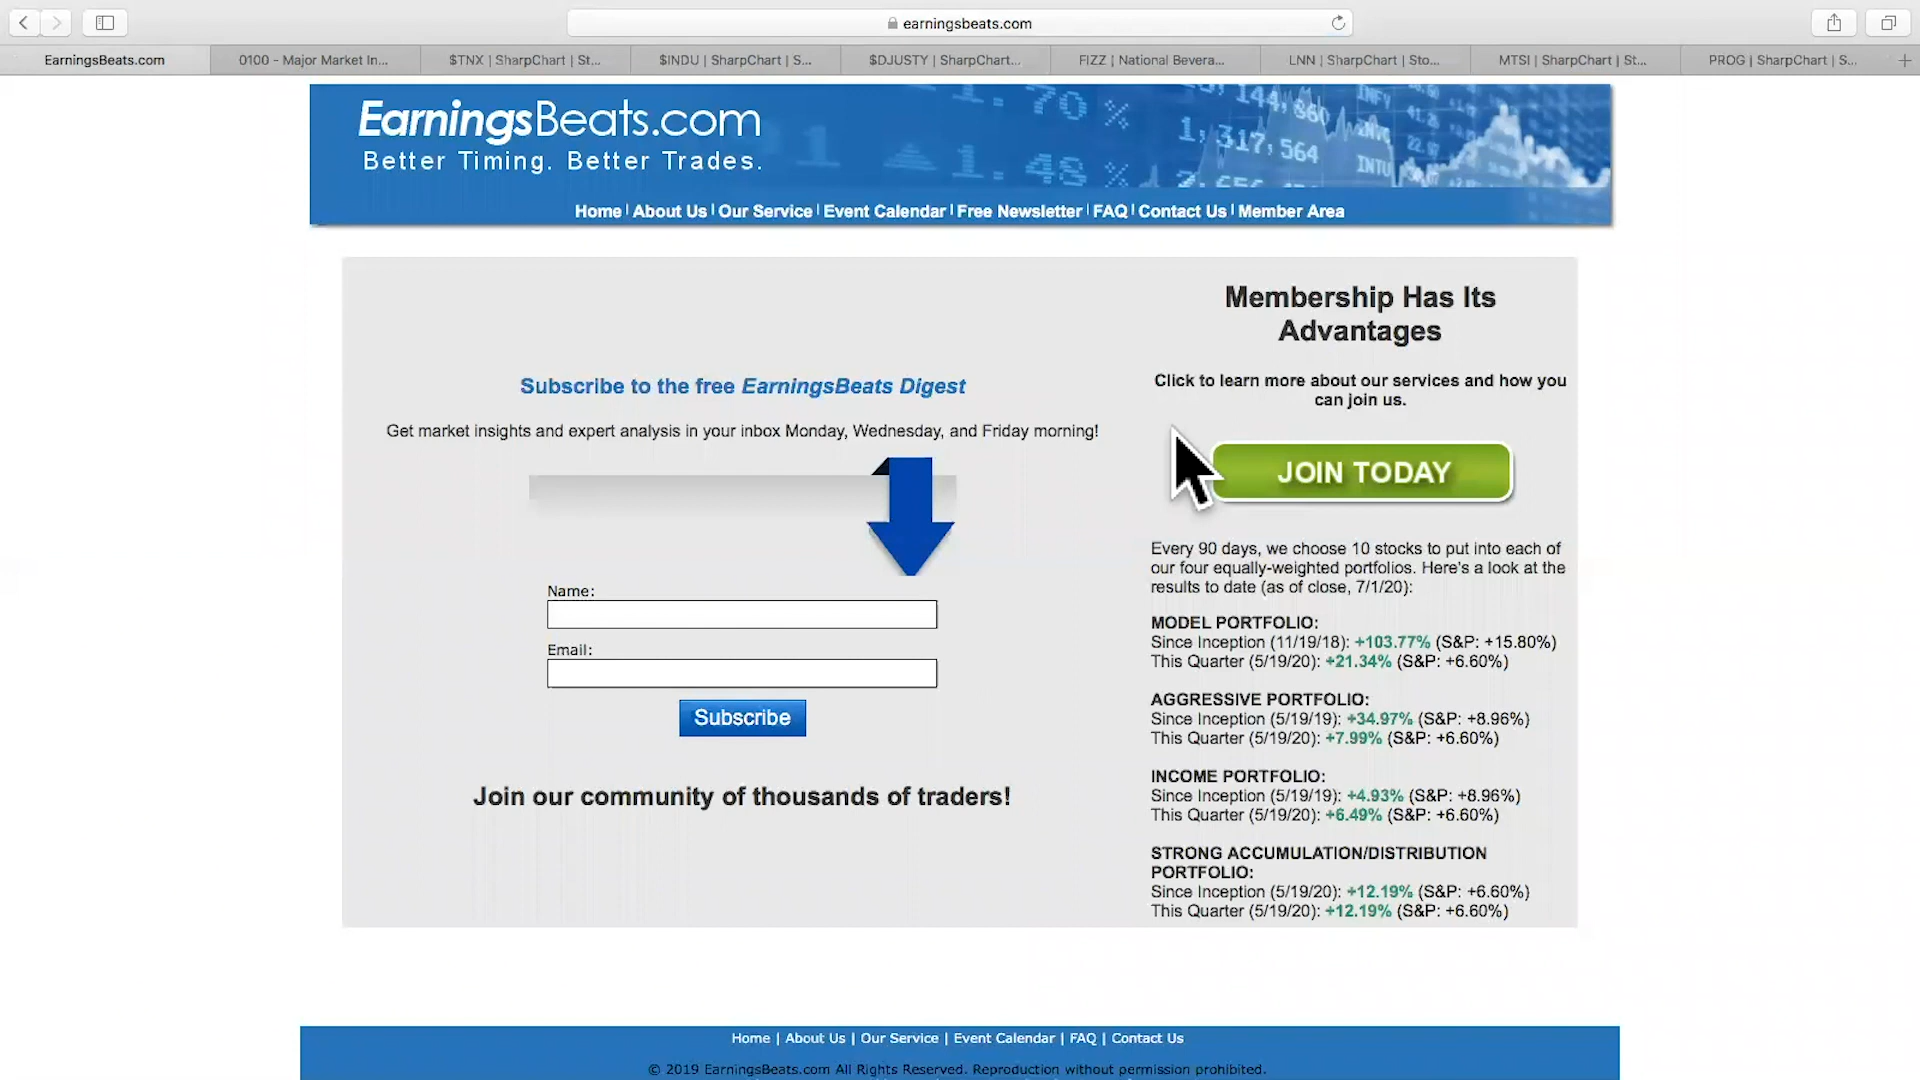 earningsbeats.com
EarningsBeats.com
0100 - Major Market In...
$TNX | SharpChart | St...
$INDU | SharpChart | S...
$DJUSTY | SharpChart...
FIZZ | National Bevera...
LNN | SharpChart | Sto...
MTSI | SharpChart | St...
PROG | SharpChart | S...
EarningsBeats.com
Better Timing. Better Trades.
Home | About Us | Our Service | Event Calendar | Free Newsletter | FAQ | Contact Us | Member Area
Subscribe to the free EarningsBeats Digest
Get market insights and expert analysis in your inbox Monday, Wednesday, and Friday morning!
Name:
Email:
Subscribe
Join our community of thousands of traders!
Membership Has Its
Advantages
Click to learn more about our services and how you
can join us.
JOIN TODAY
Every 90 days, we choose 10 stocks to put into each of
our four equally-weighted portfolios. Here's a look at the
results to date (as of close, 7/1/20):
MODEL PORTFOLIO:
Since Inception (11/19/18): +103.77% (S&P: +15.80%)
This Quarter (5/19/20): +21.34% (S&P: +6.60%)
AGGRESSIVE PORTFOLIO:
Since Inception (5/19/19): +34.97% (S&P: +8.96%)
This Quarter (5/19/20): +7.99% (S&P: +6.60%)
INCOME PORTFOLIO:
Since Inception (5/19/19): +4.93% (S&P: +8.96%)
This Quarter (5/19/20): +6.49% (S&P: +6.60%)
STRONG ACCUMULATION/DISTRIBUTION
PORTFOLIO:
Since Inception (5/19/20): +12.19% (S&P: +6.60%)
This Quarter (5/19/20): +12.19% (S&P: +6.60%)
Home | About Us | Our Service | Event Calendar | FAQ | Contact Us
© 2019 EarningsBeats.com All Rights Reserved. Reproduction without permission prohibited.